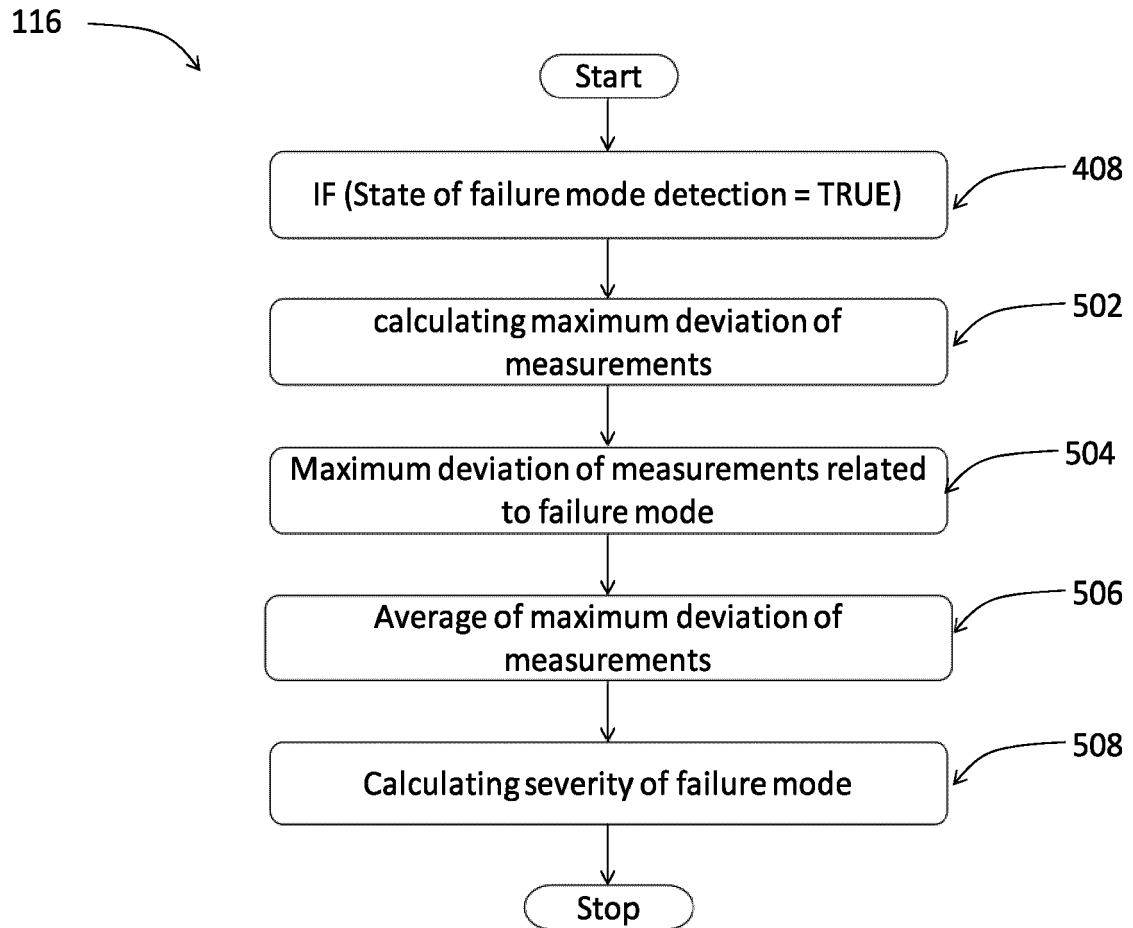 116
Start
IF (State of failure mode detection = TRUE)
408
calculating maximum deviation of
measurements
502
Maximum deviation of measurements related
to failure mode
504
Average of maximum deviation of
measurements
506
Calculating severity of failure mode
508
Stop